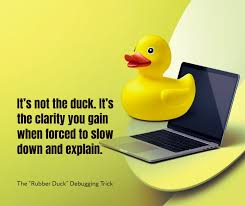 It's not the duck. It's
the clarity you gain
when forced to slow
down and explain.
The "Rubber Duck" Debugging Trick